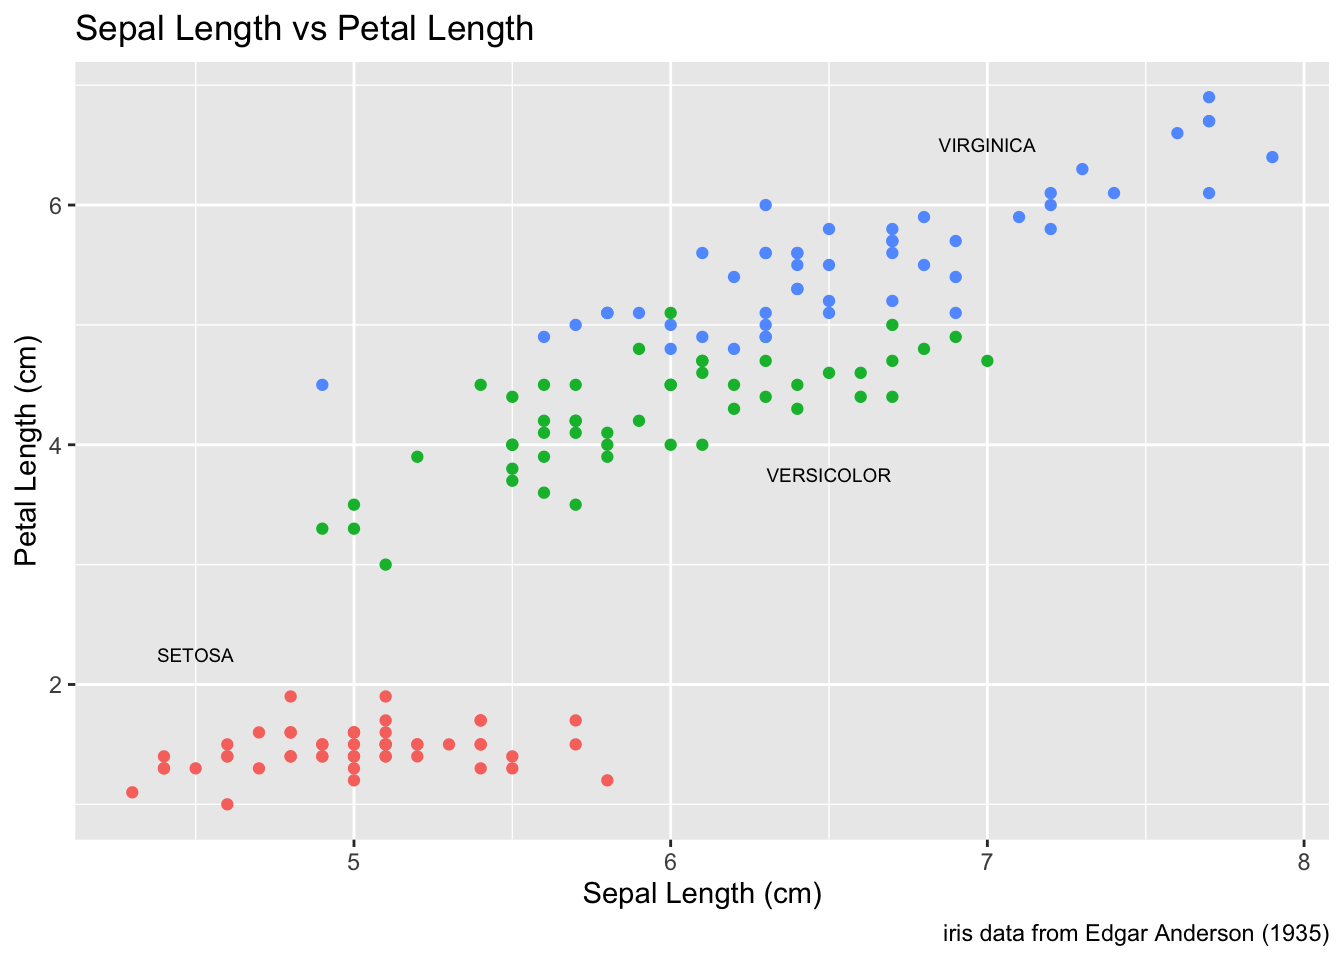 Sepal Length vs Petal Length
VIRGINICA
6
Petal Length (cm)
4
VERSICOLOR
SETOSA
2
5 6 7 8
Sepal Length (cm)
iris data from Edgar Anderson (1935)